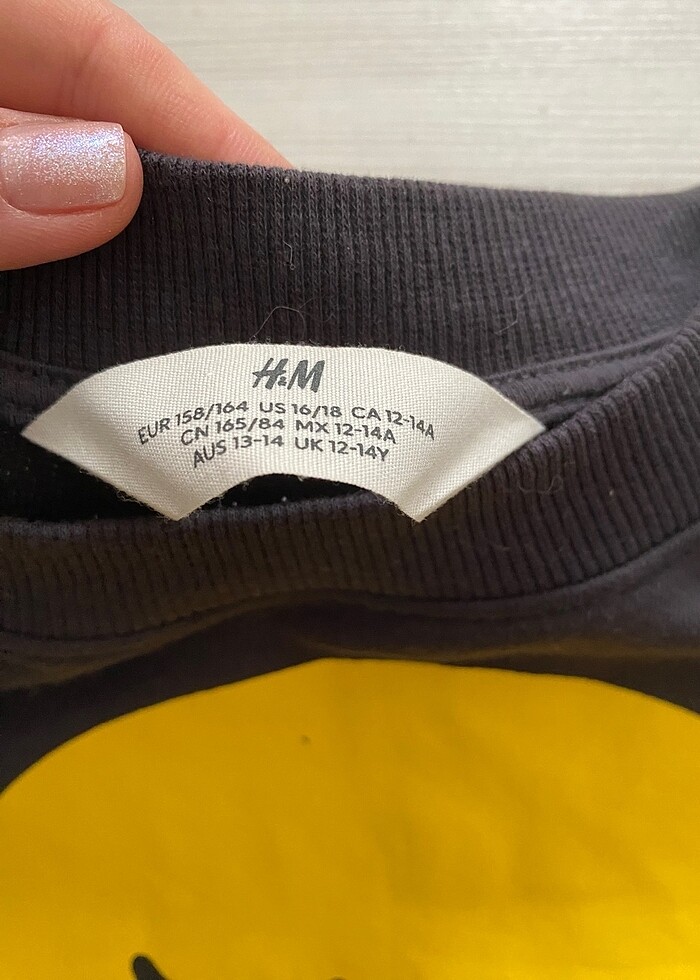 H&M
EUR 158/164 US 16/18 CA 12-14A
CN 165/84 MX 12-14A
AUS 13-14 UK 12-14Y